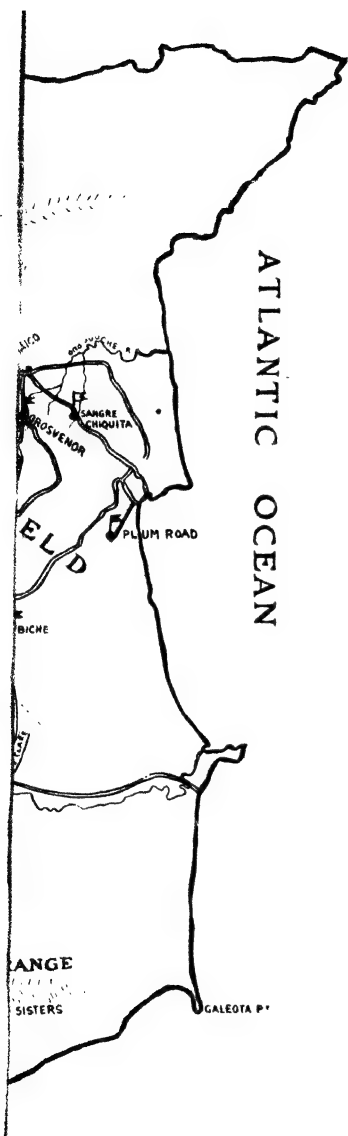 ATLANTIC OCEAN
SANGRE
CHIQUITA
GROSVENOR
PLUM ROAD
ELD
BICHE
ANGE
SISTERS
GALEOTA PT